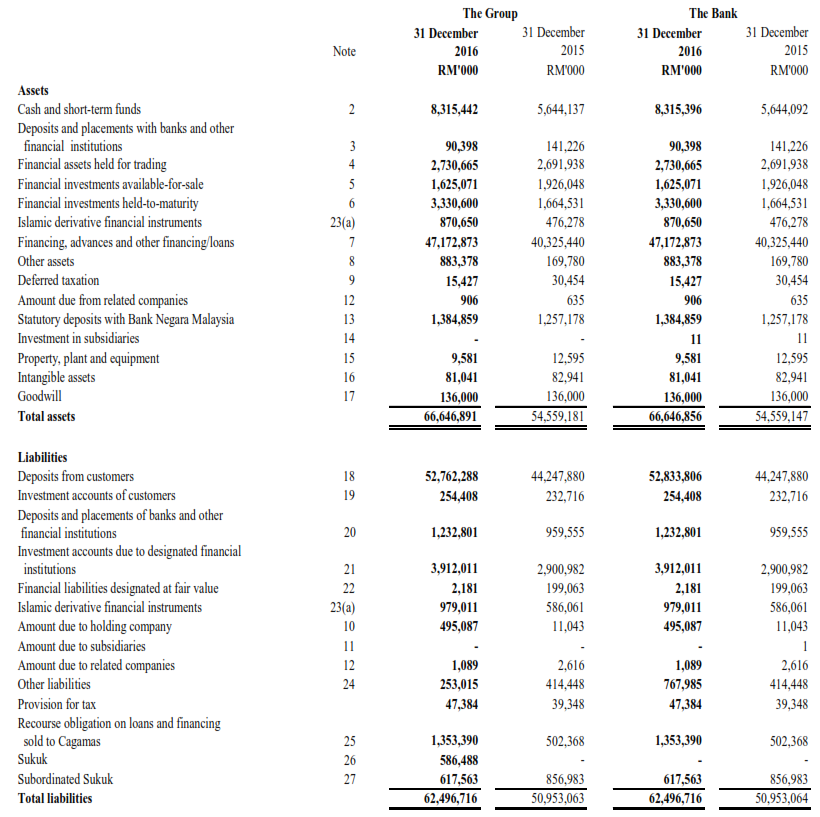 The Group The Bank
31 December 31 December 31 December 31 December
Note 2016 2015 2016 2015
RM'000 RM'000 RM'000 RM'000
Assets
Cash and short-term funds 2 8,315,442 5,644,137 8,315,396 5,644,092
Deposits and placements with banks and other
financial institutions 3 90,398 141,226 90,398 141,226
Financial assets held for trading 4 2,730,665 2,691,938 2,730,665 2,691,938
Financial investments available-for-sale 5 1,625,071 1,926,048 1,625,071 1,926,048
Financial investments held-to-maturity 6 3,330,600 1,664,531 3,330,600 1,664,531
Islamic derivative financial instruments 23(a) 870,650 476,278 870,650 476,278
Financing, advances and other financing/loans 7 47,172,873 40,325,440 47,172,873 40,325,440
Other assets 8 883,378 169,780 883,378 169,780
Deferred taxation 9 15,427 30,454 15,427 30,454
Amount due from related companies 12 906 635 906 635
Statutory deposits with Bank Negara Malaysia 13 1,384,859 1,257,178 1,384,859 1,257,178
Investment in subsidiaries 14 - - 11 11
Property, plant and equipment 15 9,581 12,595 9,581 12,595
Intangible assets 16 81,041 82,941 81,041 82,941
Goodwill 17 136,000 136,000 136,000 136,000
Total assets 66,646,891 54,559,181 66,646,856 54,559,147
Liabilities
Deposits from customers 18 52,762,288 44,247,880 52,833,806 44,247,880
Investment accounts of customers 19 254,408 232,716 254,408 232,716
Deposits and placements of banks and other
financial institutions 20 1,232,801 959,555 1,232,801 959,555
Investment accounts due to designated financial
institutions 21 3,912,011 2,900,982 3,912,011 2,900,982
Financial liabilities designated at fair value 22 2,181 199,063 2,181 199,063
Islamic derivative financial instruments 23(a) 979,011 586,061 979,011 586,061
Amount due to holding company 10 495,087 11,043 495,087 11,043
Amount due to subsidiaries 11 - - - 1
Amount due to related companies 12 1,089 2,616 1,089 2,616
Other liabilities 24 253,015 414,448 767,985 414,448
Provision for tax 47,384 39,348 47,384 39,348
Recourse obligation on loans and financing
sold to Cagamas 25 1,353,390 502,368 1,353,390 502,368
Sukuk 26 586,488 - - -
Subordinated Sukuk 27 617,563 856,983 617,563 856,983
Total liabilities 62,496,716 50,953,063 62,496,716 50,953,064